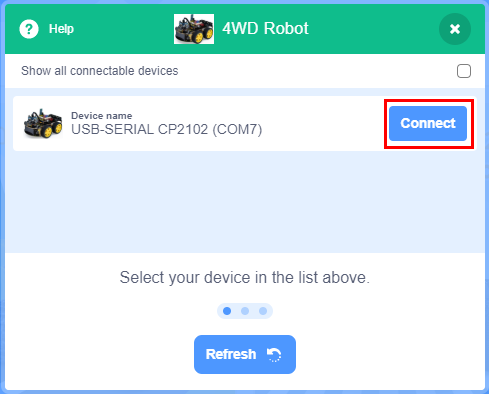 Help
4WD Robot
Show all connectable devices
Device name
USB-SERIAL CP2102 (COM7)
Connect
Select your device in the list above.
Refresh